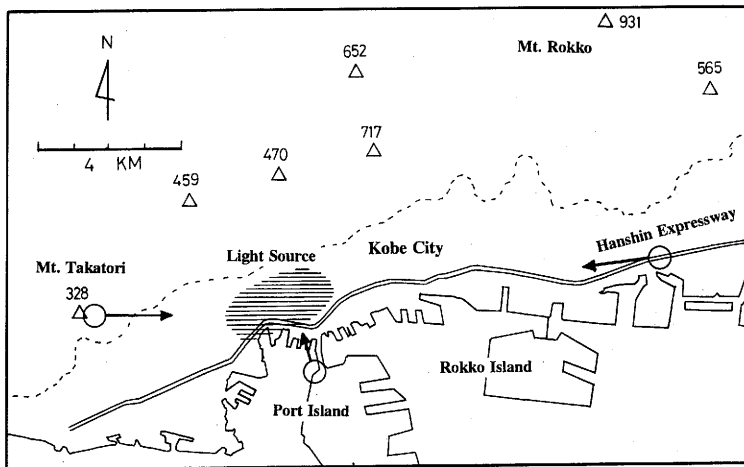 931
Mt. Rokko
652
565
N
717
4 KM
470
459
Hanshin Expressway
Kobe City
Light Source
Mt. Takatori
328
Rokko Island
Port Island